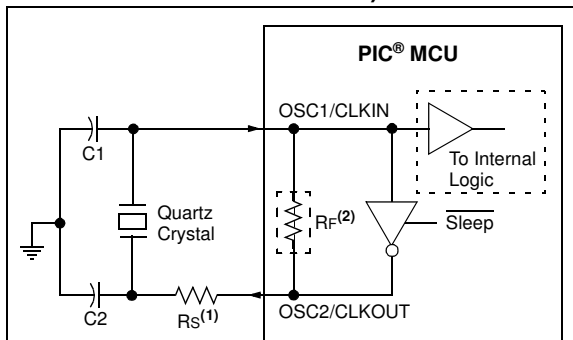 PIC® MCU
OSC1/CLKIN
C1
To Internal
Logic
Quartz
Crystal
RF(2)
Sleep
C2
RS(1)
OSC2/CLKOUT